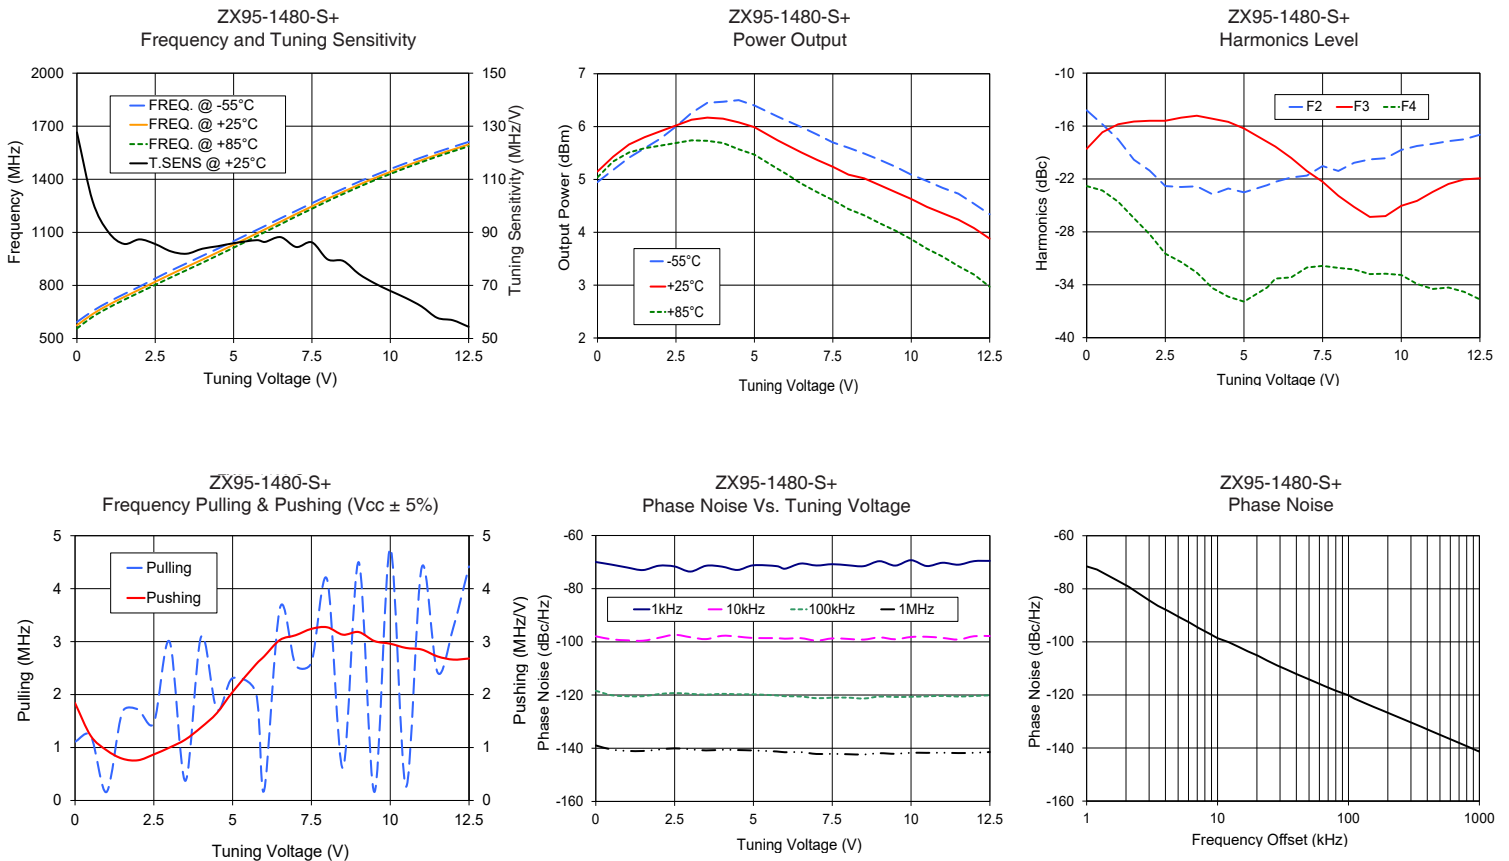 ZX95-1480-S+
Frequency and Tuning Sensitivity
2000
1700
1400
1100
800
500
150
130
110
90
70
50
Frequency (MHz)
Tuning Sensitivity (MHz/V)
FREQ. @ -55°C
FREQ. @ +25°C
FREQ. @ +85°C
T.SENS @ +25°C
0
2.5
5
7.5
10
12.5
Tuning Voltage (V)
ZX95-1480-S+
Power Output
7
6
5
4
3
2
Output Power (dBm)
-55°C
+25°C
+85°C
0
2.5
5
7.5
10
12.5
Tuning Voltage (V)
ZX95-1480-S+
Harmonics Level
-10
-16
-22
-28
-34
-40
Harmonics (dBc)
F2 F3 F4
0
2.5
5
7.5
10
12.5
Tuning Voltage (V)
ZX95-1480-S+
Frequency Pulling & Pushing (Vcc ± 5%)
5
4
3
2
1
0
5
4
3
2
1
0
Pulling (MHz)
Pushing (MHz/V)
Pulling
Pushing
0
2.5
5
7.5
10
12.5
Tuning Voltage (V)
ZX95-1480-S+
Phase Noise Vs. Tuning Voltage
-60
-80
-100
-120
-140
-160
Phase Noise (dBc/Hz)
1kHz 10kHz 100kHz 1MHz
0
2.5
5
7.5
10
12.5
Tuning Voltage (V)
ZX95-1480-S+
Phase Noise
-60
-80
-100
-120
-140
-160
Phase Noise (dBc/Hz)
1
10
100
1000
Frequency Offset (kHz)